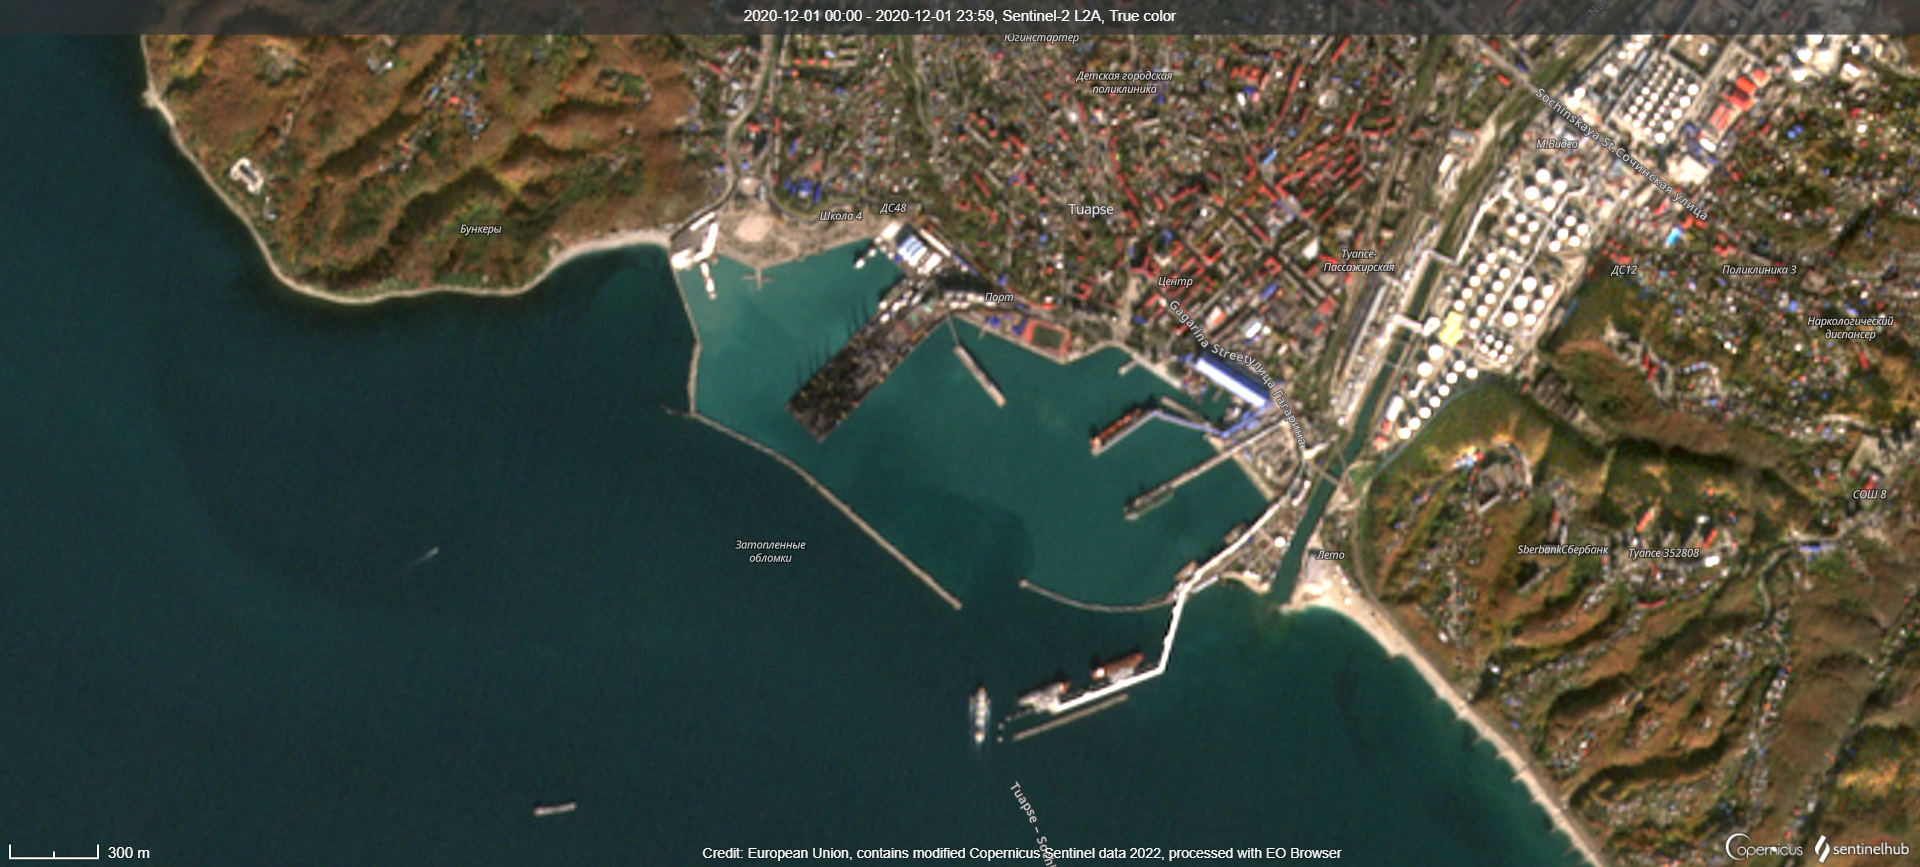 2020-12-01 00:00 - 2020-12-01 23:59, Sentinel-2 L2A, True color
Югинстартер
Детская городская
поликлиника
Sochinskaya St.Сочинская улица
М.Видео
Школа 4
ДС48
Tuapse
Бункеры
Туапсе-
Пассажирская
ДС12
Поликлиника 3
Центр
Порт
Gagarina Streetулица Гагарина
Наркологический
диспансер
СОШ 8
Затопленные
обломки
Лето
SberbankСбербанк
Туапсе 352808
Tuapse – Sochi
300 m
Credit: European Union, contains modified Copernicus Sentinel data 2022, processed with EO Browser
opernicus
sentinelhub